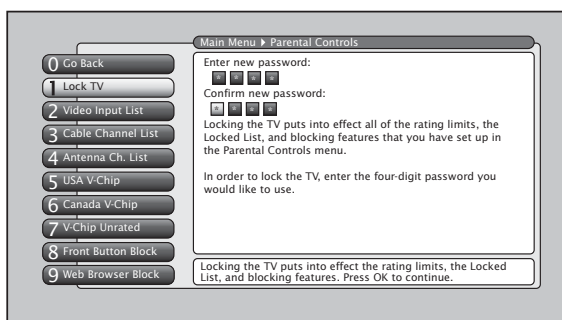 Main Menu ▶ Parental Controls
0 Go Back
1 Lock TV
2 Video Input List
3 Cable Channel List
4 Antenna Ch. List
5 USA V-Chip
6 Canada V-Chip
7 V-Chip Unrated
8 Front Button Block
9 Web Browser Block
Enter new password:
* * * *
Confirm new password:
* * * *
Locking the TV puts into effect all of the rating limits, the
Locked List, and blocking features that you have set up in
the Parental Controls menu.
In order to lock the TV, enter the four-digit password you
would like to use.
Locking the TV puts into effect the rating limits, the Locked
List, and blocking features. Press OK to continue.